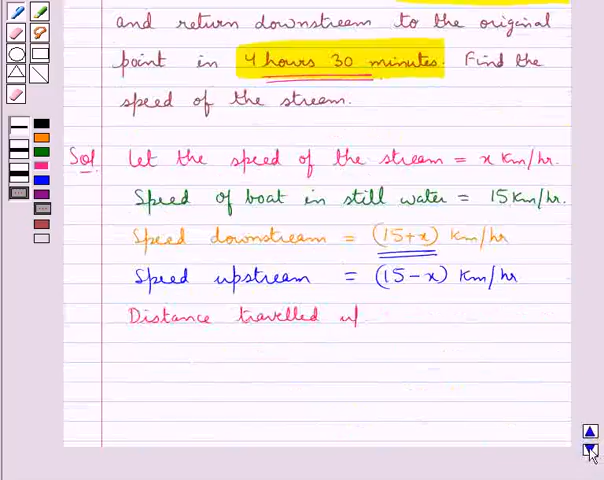 and return downstream to the original
point in 4 hours 30 minutes. Find the
speed of the stream.
Sol let the speed of the stream = x Km/hr.
Speed of boat in still water = 15 Km/hr.
Speed downstream = (15+x) Km/hr
Speed upstream = (15-x) Km/hr
Distance travelled